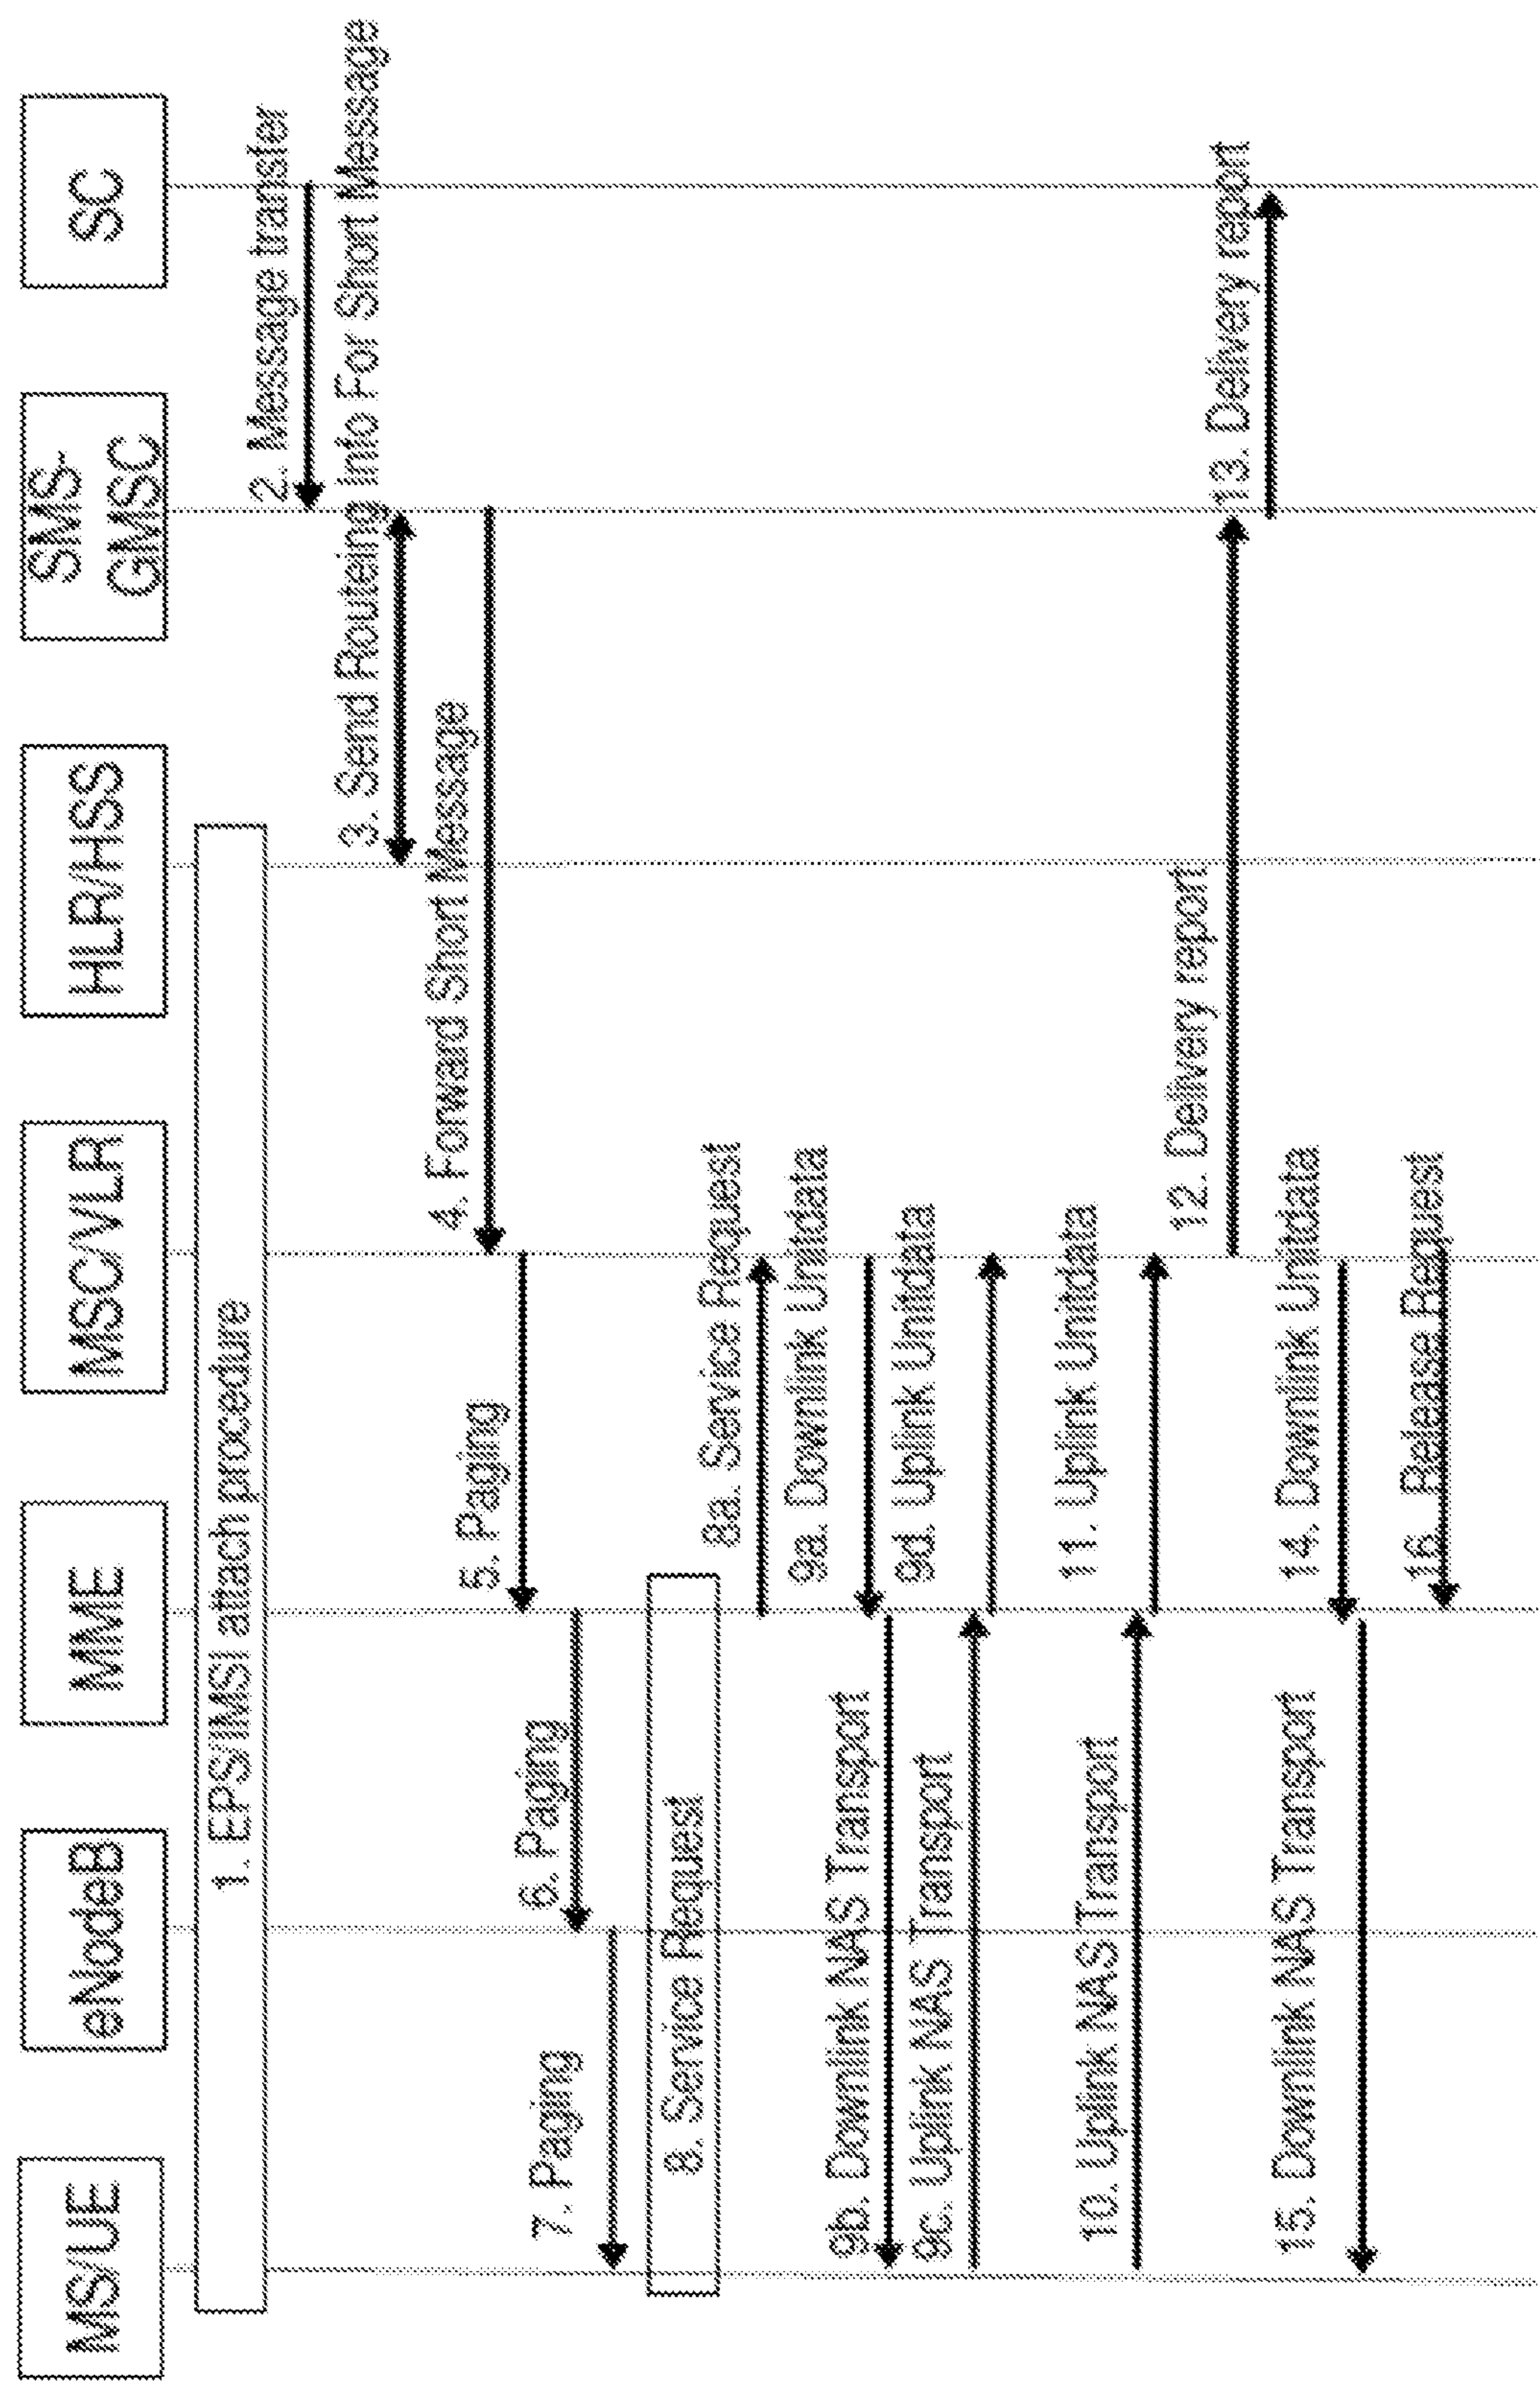 MS/UE
eNodeB
MME
MSC/VLR
HLR/HSS
SMS-
GMSC
SC
1. EPS/IMSI attach procedure
2. Message transfer
3. Send Routeing Info For Short Message
4. Forward Short Message
5. Paging
6. Paging
7. Paging
8. Service Request
8a. Service Request
9a. Downlink Unitdata
9b. Downlink NAS Transport
9d. Uplink Unitdata
9c. Uplink NAS Transport
11. Uplink Unitdata
10. Uplink NAS Transport
12. Delivery report
13. Delivery report
14. Downlink Unitdata
15. Downlink NAS Transport
16. Release Request